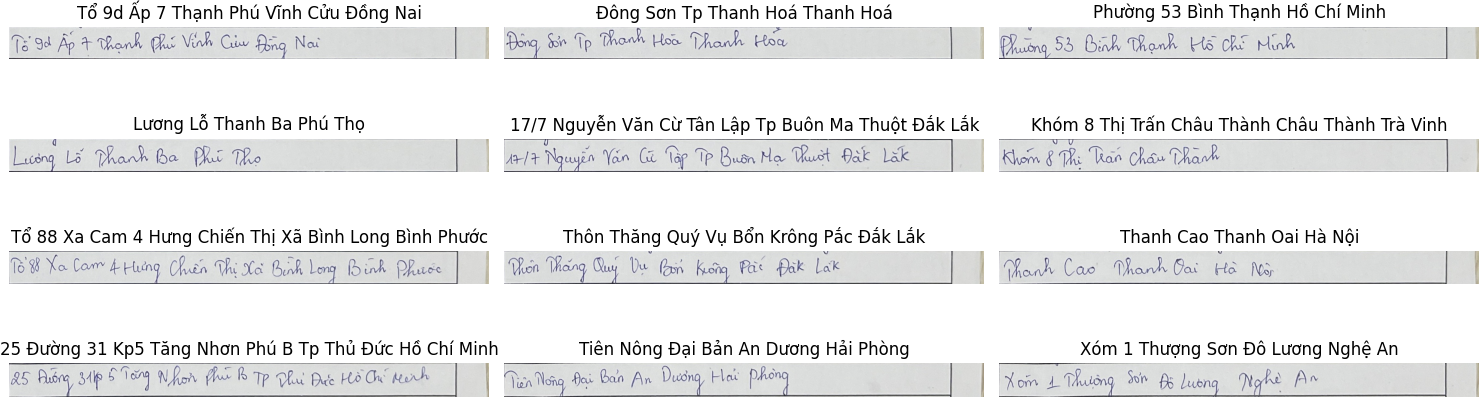 Tổ 9d Ấp 7 Thạnh Phú Vĩnh Cửu Đồng Nai
Tổ 9d Ấp 7 Thạnh Phú Vĩnh Cửu Đồng Nai
Đông Sơn Tp Thanh Hoá Thanh Hoá
Đông Sơn Tp Thanh Hóa Thanh Hóa
Phường 53 Bình Thạnh Hồ Chí Minh
Phường 53 Bình Thạnh Hồ Chí Minh
Lương Lỗ Thanh Ba Phú Thọ
Lương Lỗ Thanh Ba Phú Thọ
17/7 Nguyễn Văn Cừ Tân Lập Tp Buôn Ma Thuột Đắk Lắk
17/7 Nguyễn Văn Cừ Tập Tp Buôn Ma Thuột Đăk Lăk
Khóm 8 Thị Trấn Châu Thành Châu Thành Trà Vinh
Khóm 8 Thị Trấn Châu Thành
Tổ 88 Xa Cam 4 Hưng Chiến Thị Xã Bình Long Bình Phước
Tổ 88 Xa Cam 4 Hưng Chiến Thị Xã Bình Long Bình Phước
Thôn Thăng Quý Vụ Bổn Krông Pắc Đắk Lắk
Thôn Thăng Quý Vụ Bổn Krông Pắc Đăk Lăk
Thanh Cao Thanh Oai Hà Nội
Thanh Cao Thanh Oai Hà Nội
25 Đường 31 Kp5 Tăng Nhơn Phú B Tp Thủ Đức Hồ Chí Minh
25 Đường 31 kp 5 Tăng Nhơn Phú B TP Thủ Đức Hồ Chí Minh
Tiên Nông Đại Bản An Dương Hải Phòng
Tiên Nông Đại Bản An Dương Hải Phòng
Xóm 1 Thượng Sơn Đô Lương Nghệ An
Xóm 1 Thượng Sơn Đô Lương Nghệ An